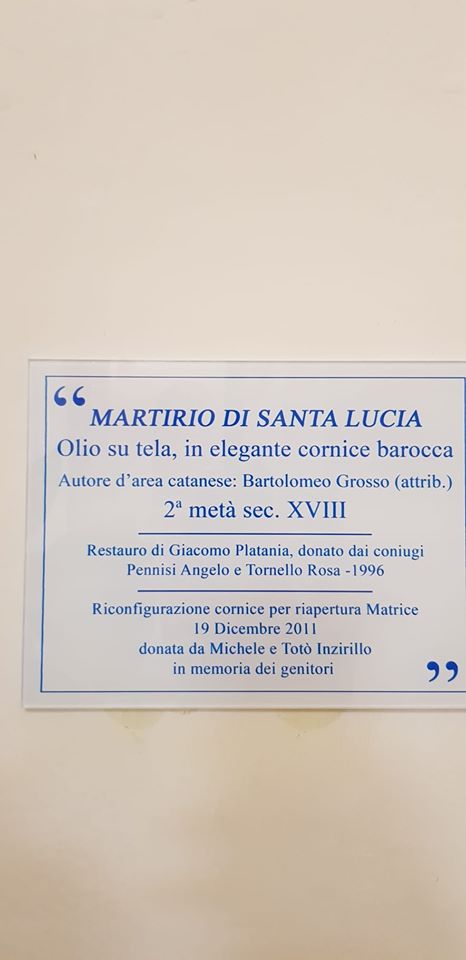 “ MARTIRIO DI SANTA LUCIA
Olio su tela, in elegante cornice barocca
Autore d’area catanese: Bartolomeo Grosso (attrib.)
2ª metà sec. XVIII
Restauro di Giacomo Platania, donato dai coniugi
Pennisi Angelo e Tornello Rosa -1996
Riconfigurazione cornice per riapertura Matrice
19 Dicembre 2011
donata da Michele e Totò Inzirillo
in memoria dei genitori ”